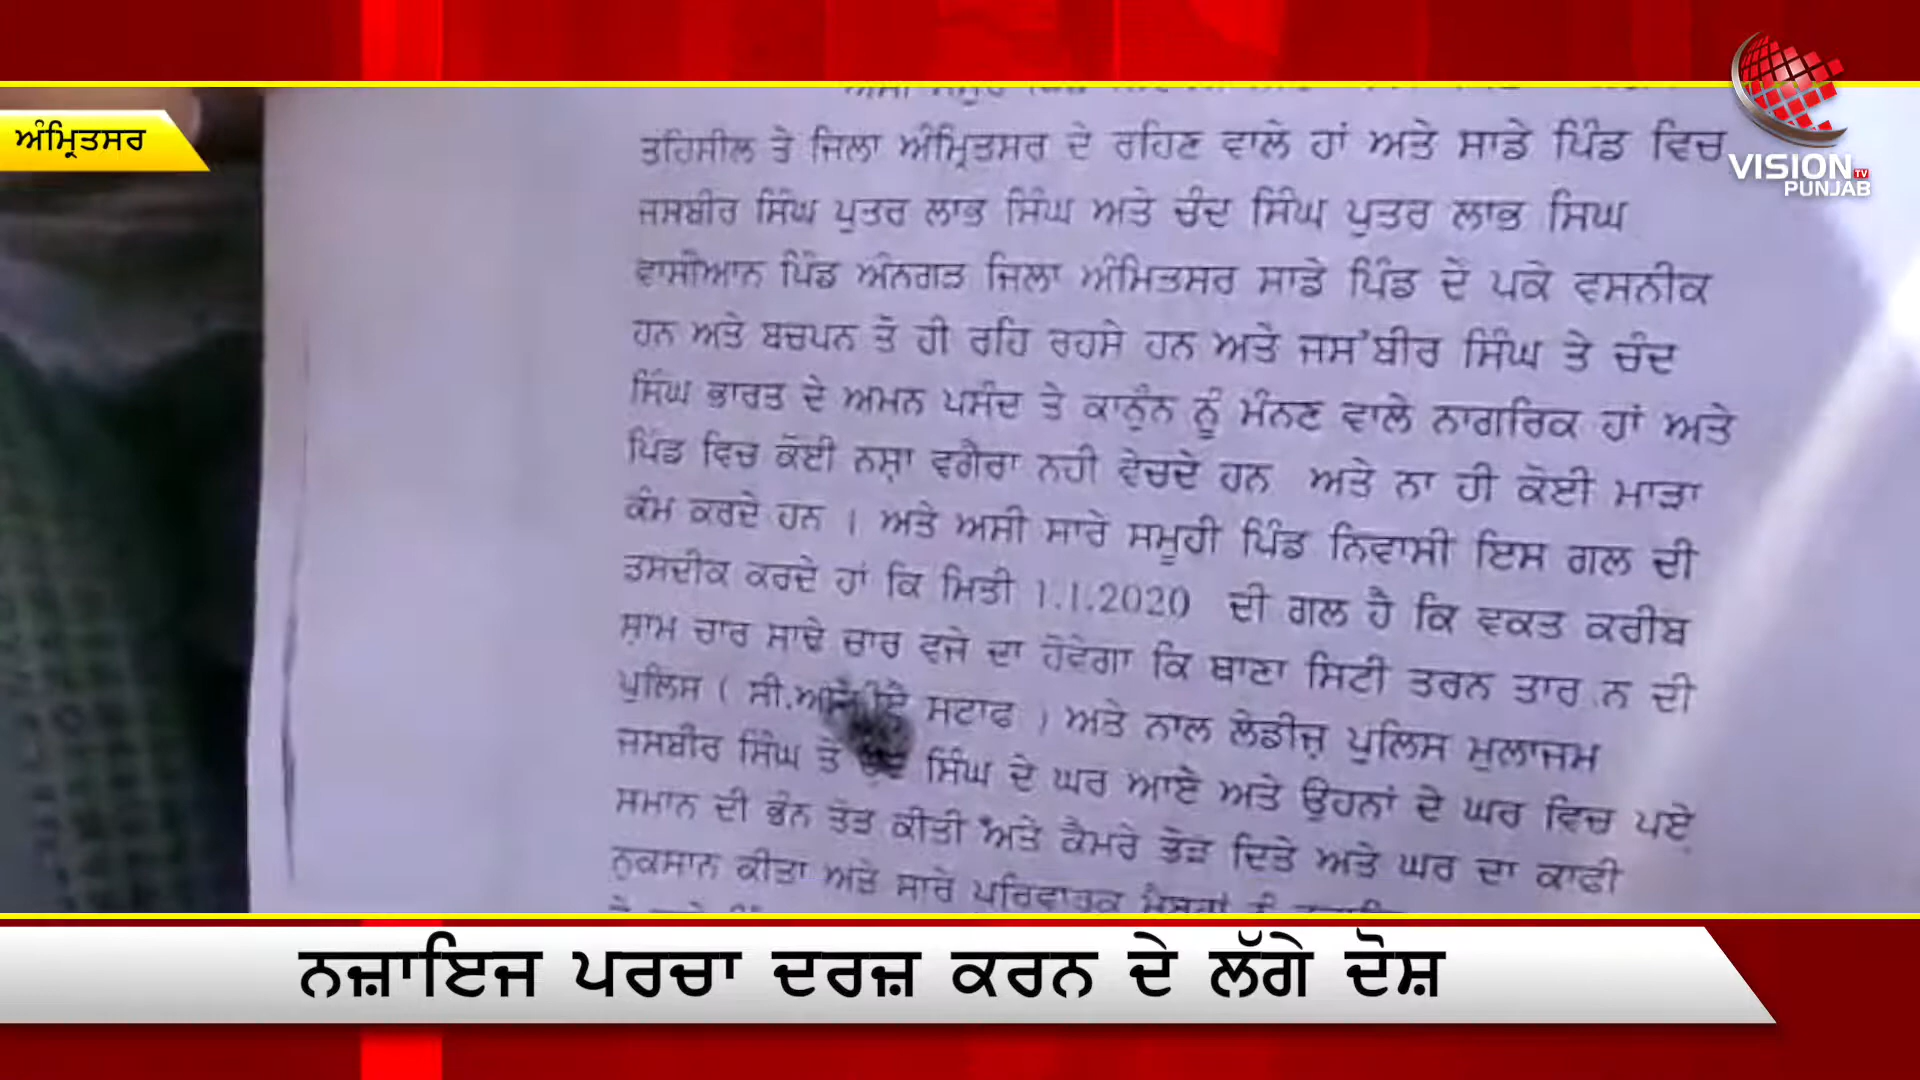 VISION TV
PUNJAB
ਅੰਮ੍ਰਿਤਸਰ
ਤਹਿਸੀਲ ਤੇ ਜਿਲਾ ਅੰਮ੍ਰਿਤਸਰ ਦੇ ਰਹਿਣ ਵਾਲੇ ਹਾਂ ਅਤੇ ਸਾਡੇ ਪਿੰਡ ਵਿਚ
ਜਸਬੀਰ ਸਿੰਘ ਪੁਤਰ ਲਾਭ ਸਿੰਘ ਅਤੇ ਚੰਦ ਸਿੰਘ ਪੁਤਰ ਲਾਭ ਸਿਘ
ਵਾਸੀਆਨ ਪਿੰਡ ਅੰਨਗੜ ਜਿਲਾ ਅੰਮਿਤਸਰ ਸਾਡੇ ਪਿੰਡ ਦੇ ਪਕੇ ਵਸਨੀਕ
ਹਨ ਅਤੇ ਬਚਪਨ ਤੋ ਹੀ ਰਹਿ ਰਹਸੇ ਹਨ ਅਤੇ ਜਸ'ਬੀਰ ਸਿੰਘ ਤੇ ਚੰਦ
ਸਿੰਘ ਭਾਰਤ ਦੇ ਅਮਨ ਪਸੰਦ ਤੇ ਕਾਨੂੰਨ ਨੂੰ ਮੰਨਣ ਵਾਲੇ ਨਾਗਰਿਕ ਹਾਂ ਅਤੇ
ਪਿੰਡ ਵਿਚ ਕੋਈ ਨਸ਼ਾ ਵਗੈਰਾ ਨਹੀ ਵੇਚਦੇ ਹਨ ਅਤੇ ਨਾ ਹੀ ਕੋਈ ਮਾੜਾ
ਕੰਮ ਕਰਦੇ ਹਨ । ਅਤੇ ਅਸੀ ਸਾਰੇ ਸਮੂਹੀ ਪਿੰਡ ਨਿਵਾਸੀ ਇਸ ਗਲ ਦੀ
ਤਸਦੀਕ ਕਰਦੇ ਹਾਂ ਕਿ ਮਿਤੀ 1.1.2020 ਦੀ ਗਲ ਹੈ ਕਿ ਵਕਤ ਕਰੀਬ
ਸ਼ਾਮ ਚਾਰ ਸਾਢੇ ਚਾਰ ਵਜੇ ਦਾ ਹੋਵੇਗਾ ਕਿ ਥਾਣਾ ਸਿਟੀ ਤਰਨ ਤਾਰ.ਨ ਦੀ
ਪੁਲਿਸ ( ਸਟਾਫ ) ਅਤੇ ਨਾਲ ਲੇਡੀਜ਼ ਪੁਲਿਸ ਮੁਲਾਜਮ
ਜਸਬੀਰ ਸਿੰਘ ਤੇ ਸਿੰਘ ਦੇ ਘਰ ਆਏ ਅਤੇ ਉਹਨਾਂ ਦੇ ਘਰ ਵਿਚ ਪਏ
ਸਮਾਨ ਦੀ ਭੰਨ ਤੋੜ ਕੀਤੀ ਅਤੇ ਕੈਮਰੇ ਤੋੜ ਦਿਤੇ ਅਤੇ ਘਰ ਦਾ ਕਾਫੀ
ਨੁਕਸਾਨ ਕੀਤਾ ਅਤੇ ਸਾਰੇ ਪਰਿਵਾਰਕ
ਨਜ਼ਾਇਜ ਪਰਚਾ ਦਰਜ਼ ਕਰਨ ਦੇ ਲੱਗੇ ਦੋਸ਼